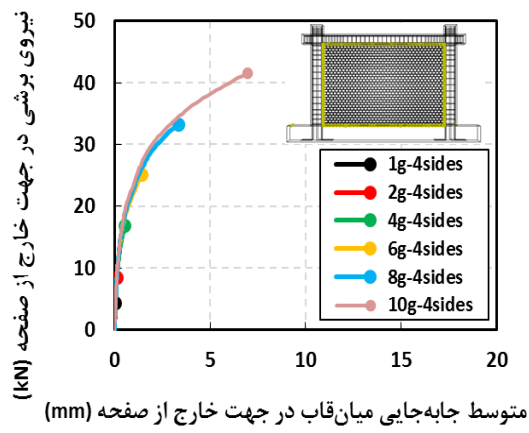 نیروی برشی در جهت خارج از صفحه (kN)
50
40
30
20
10
0
1g-4sides
2g-4sides
4g-4sides
6g-4sides
8g-4sides
10g-4sides
0 5 10 15 20
متوسط جابه‌جایی میان‌قاب در جهت خارج از صفحه (mm)